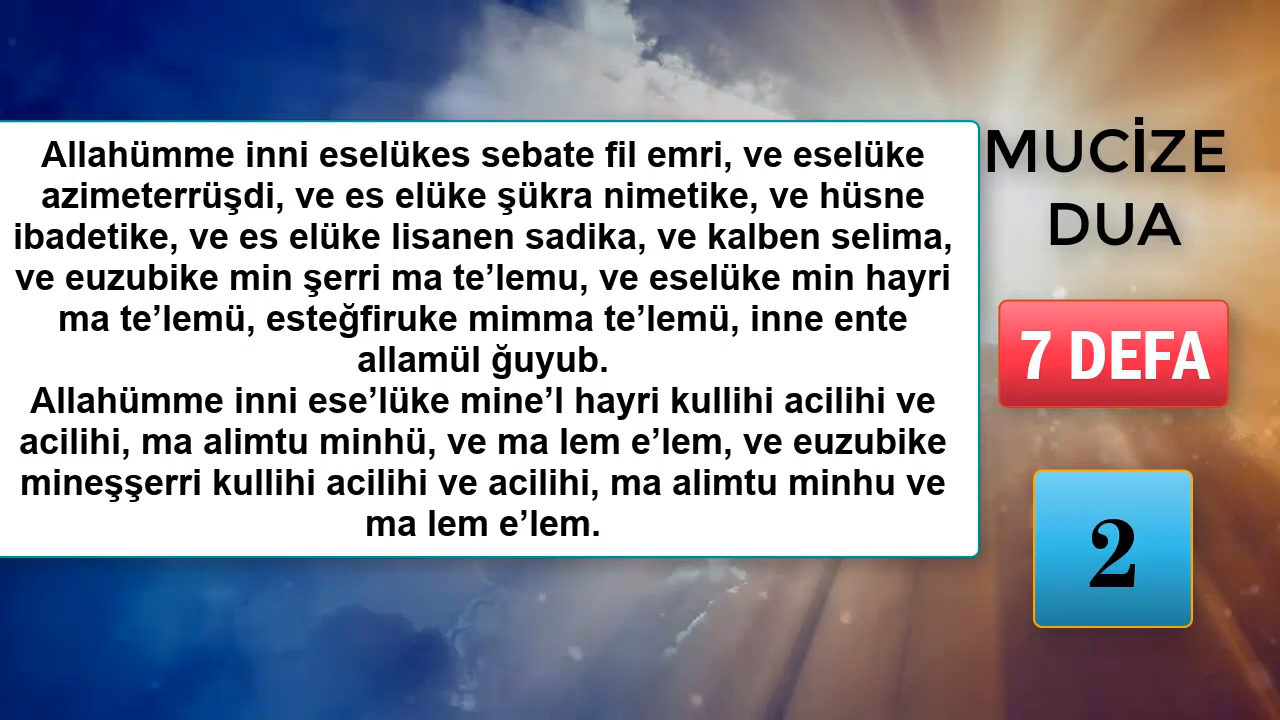 Allahümme inni eselükes sebate fil emri, ve eselüke
azimeterrüşdi, ve es elüke şükra nimetike, ve hüsne
ibadetike, ve es elüke lisanen sadika, ve kalben selima,
ve euzubike min şerri ma te’lemu, ve eselüke min hayri
ma te’lemü, esteğfiruke mimma te’lemü, inne ente
allamül ğuyub.
Allahümme inni ese’lüke mine’l hayri kullihi acilihi ve
acilihi, ma alimtu minhü, ve ma lem e’lem, ve euzubike
mineşşerri kullihi acilihi ve acilihi, ma alimtu minhu ve
ma lem e’lem.
MUCİZE
DUA
7 DEFA
2